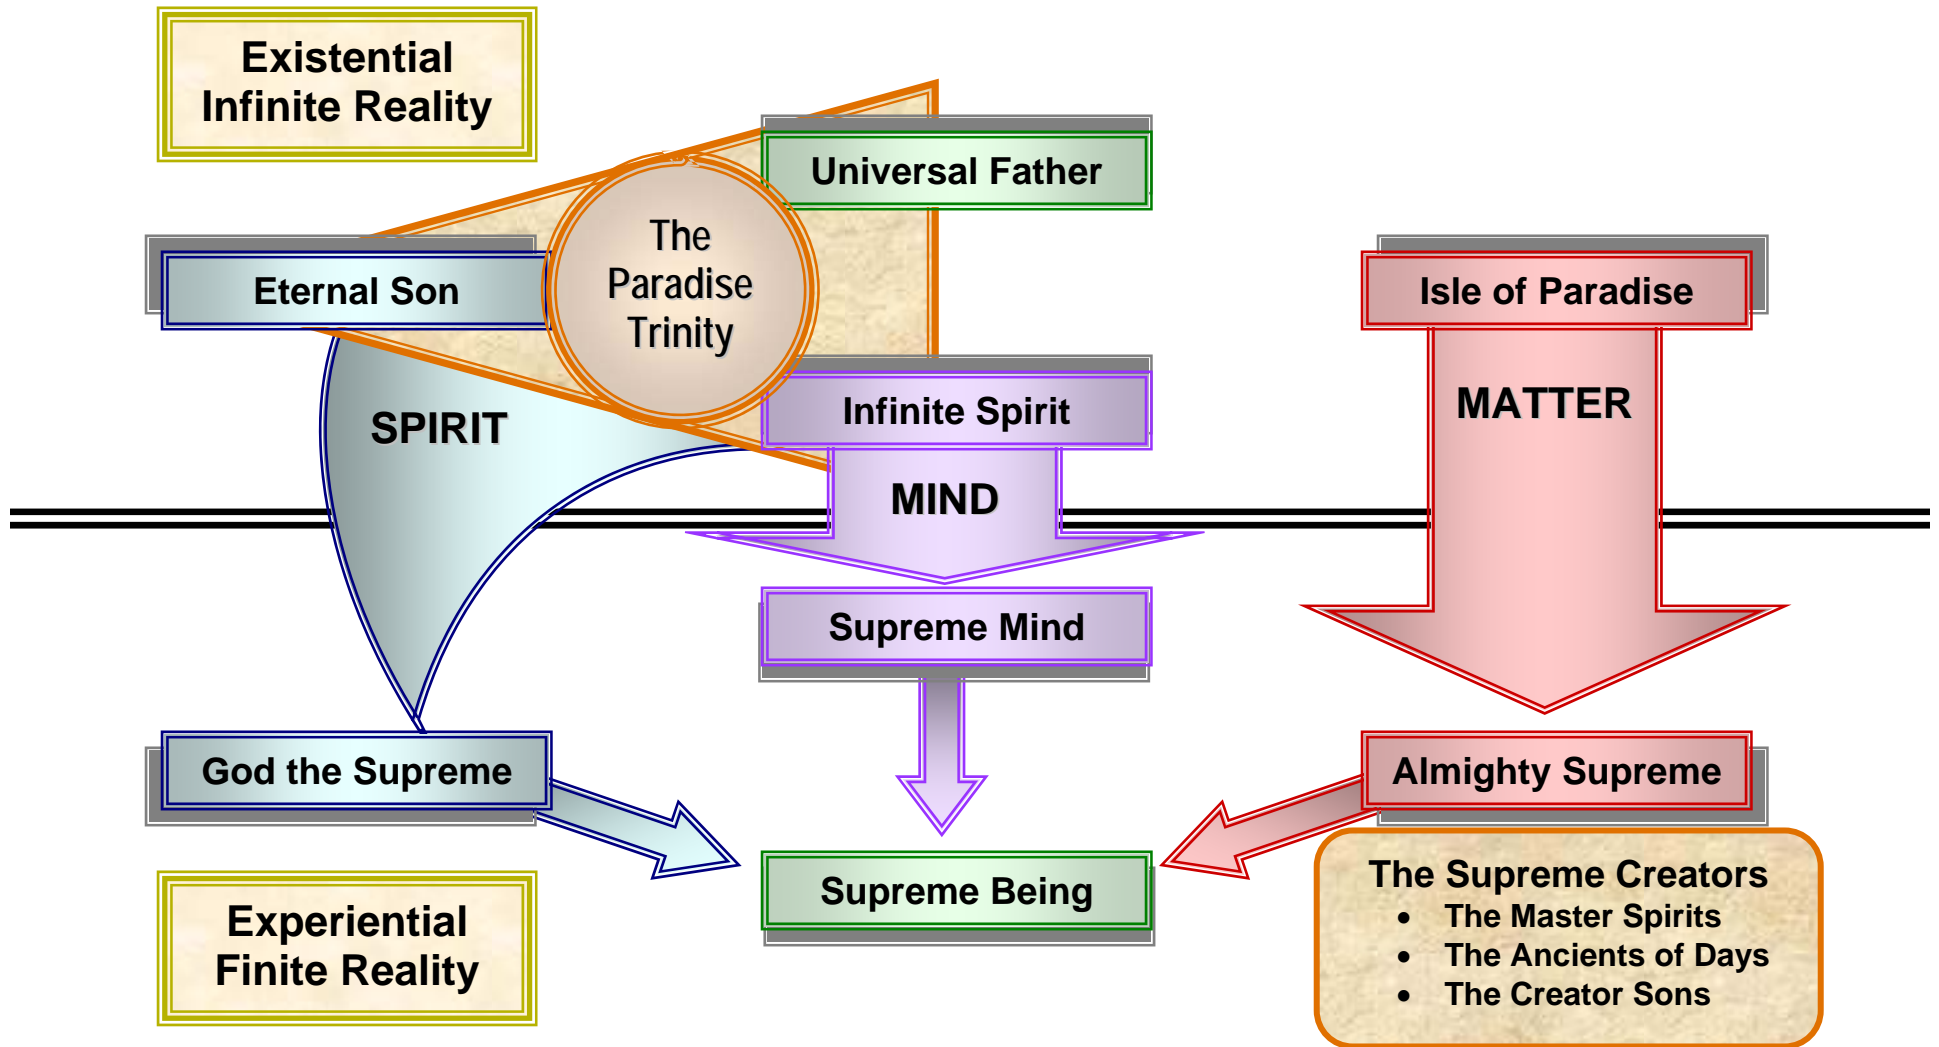 Existential
Infinite Reality
Universal Father
The
Paradise
Trinity
Eternal Son
Isle of Paradise
Infinite Spirit
MATTER
SPIRIT
MIND
Supreme Mind
God the Supreme
Almighty Supreme
Supreme Being
The Supreme Creators
• The Master Spirits
• The Ancients of Days
• The Creator Sons
Experiential
Finite Reality